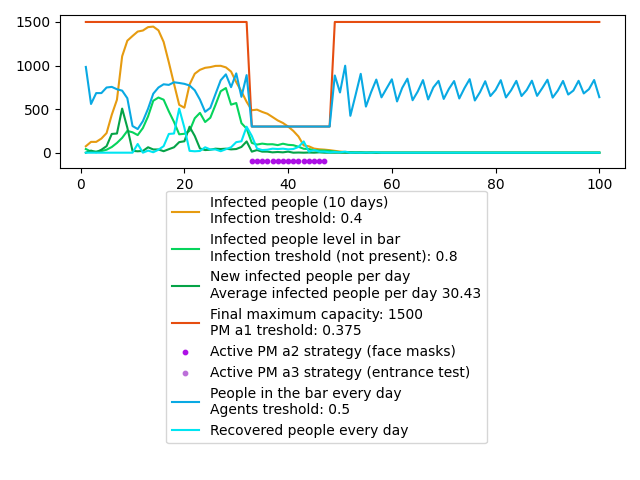 1500
1000
500
0
0
20
40
60
80
100
Infected people (10 days)
Infection treshold: 0.4
Infected people level in bar
Infection treshold (not present): 0.8
New infected people per day
Average infected people per day 30.43
Final maximum capacity: 1500
PM a1 treshold: 0.375
Active PM a2 strategy (face masks)
Active PM a3 strategy (entrance test)
People in the bar every day
Agents treshold: 0.5
Recovered people every day